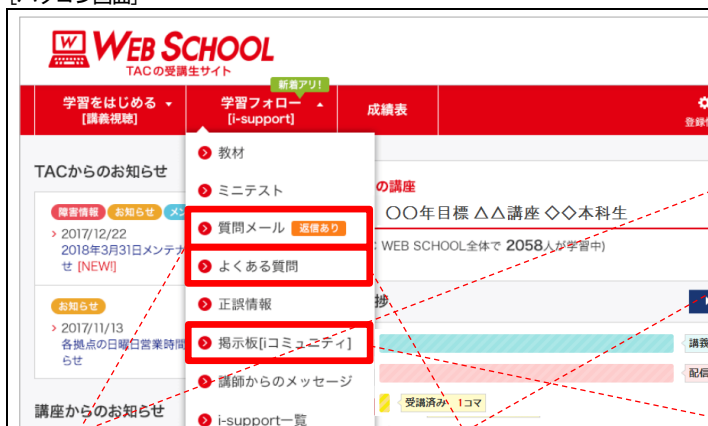 WEB SCHOOL
TACの受講生サイト
新着アリ!
学習をはじめる
[講義視聴]
学習フォロー
[i-support]
成績表
TACからのお知らせ
障害情報 お知らせ
2017/12/22
2018年3月31日メンテナ
せ [NEW!]
お知らせ
2017/11/13
各拠点の日曜日営業時間
らせ
講座からのお知らせ
教材
ミニテスト
質問メール 返信あり
よくある質問
正誤情報
掲示板[iコミュニティ]
講師からのメッセージ
i-support一覧
の講座
〇〇年目標 △△講座 ◇◇本科生
WEB SCHOOL全体で 2058人が学習中)
捗
講義
配信
受講済み 1コマ